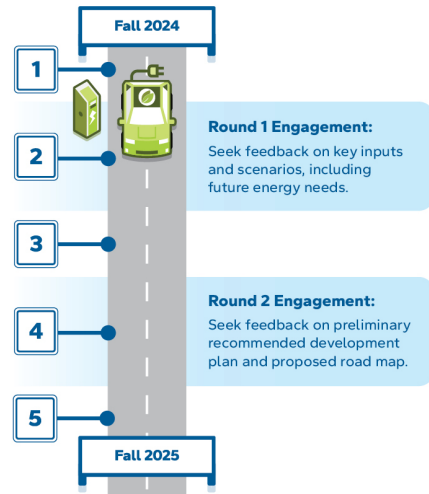 Fall 2024
1
2
Round 1 Engagement:
Seek feedback on key inputs
and scenarios, including
future energy needs.
3
4
Round 2 Engagement:
Seek feedback on preliminary
recommended development
plan and proposed road map.
5
Fall 2025